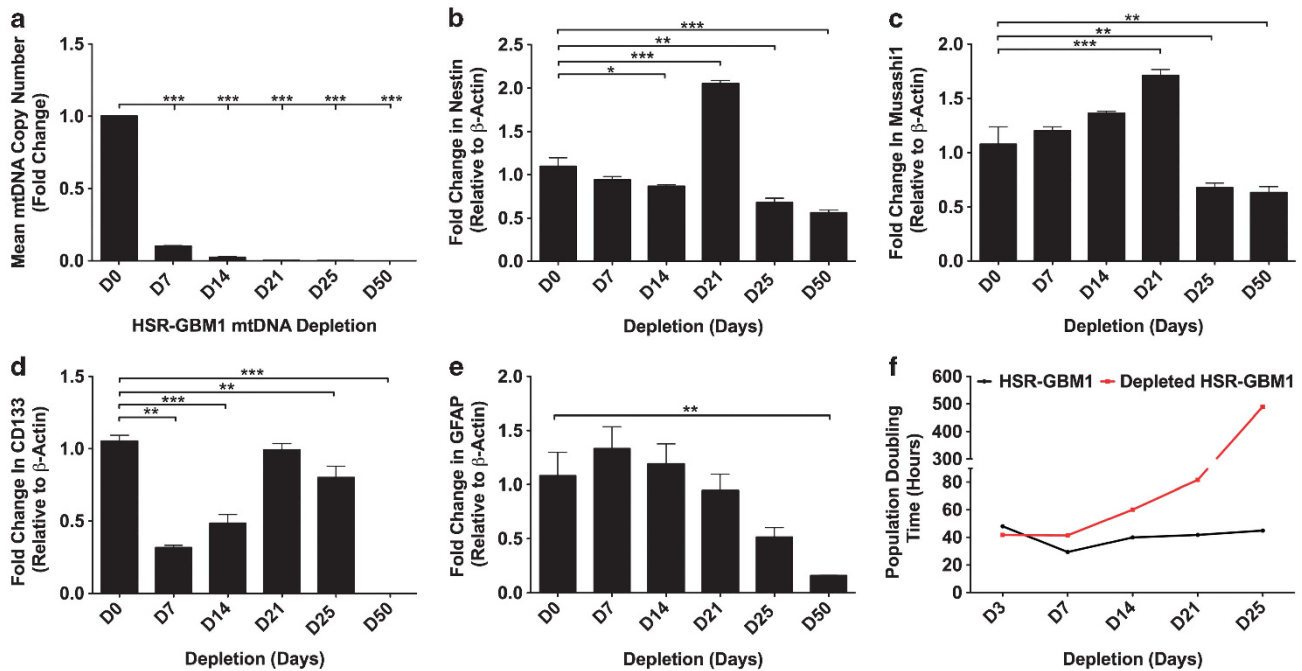 a
Mean mtDNA Copy Number
(Fold Change)
1.5
1.0
0.5
0.0
*** *** *** *** ***
D0 D7 D14 D21 D25 D50
HSR-GBM1 mtDNA Depletion
b
Fold Change in Nestin
(Relative to β-Actin)
2.5
2.0
1.5
1.0
0.5
0.0
***
**
***
*
D0 D7 D14 D21 D25 D50
Depletion (Days)
c
Fold Change In Musashi1
(Relative to β-Actin)
2.0
1.5
1.0
0.5
0.0
**
**
***
D0 D7 D14 D21 D25 D50
Depletion (Days)
d
Fold Change In CD133
(Relative to β-Actin)
1.5
1.0
0.5
0.0
***
**
***
**
D0 D7 D14 D21 D25 D50
Depletion (Days)
e
Fold Change in GFAP
(Relative to β-Actin)
2.0
1.5
1.0
0.5
0.0
**
D0 D7 D14 D21 D25 D50
Depletion (Days)
f
HSR-GBM1 Depleted HSR-GBM1
Population Doubling
Time (Hours)
600
500
400
300
80
60
40
20
0
D3 D7 D14 D21 D25
Depletion (Days)